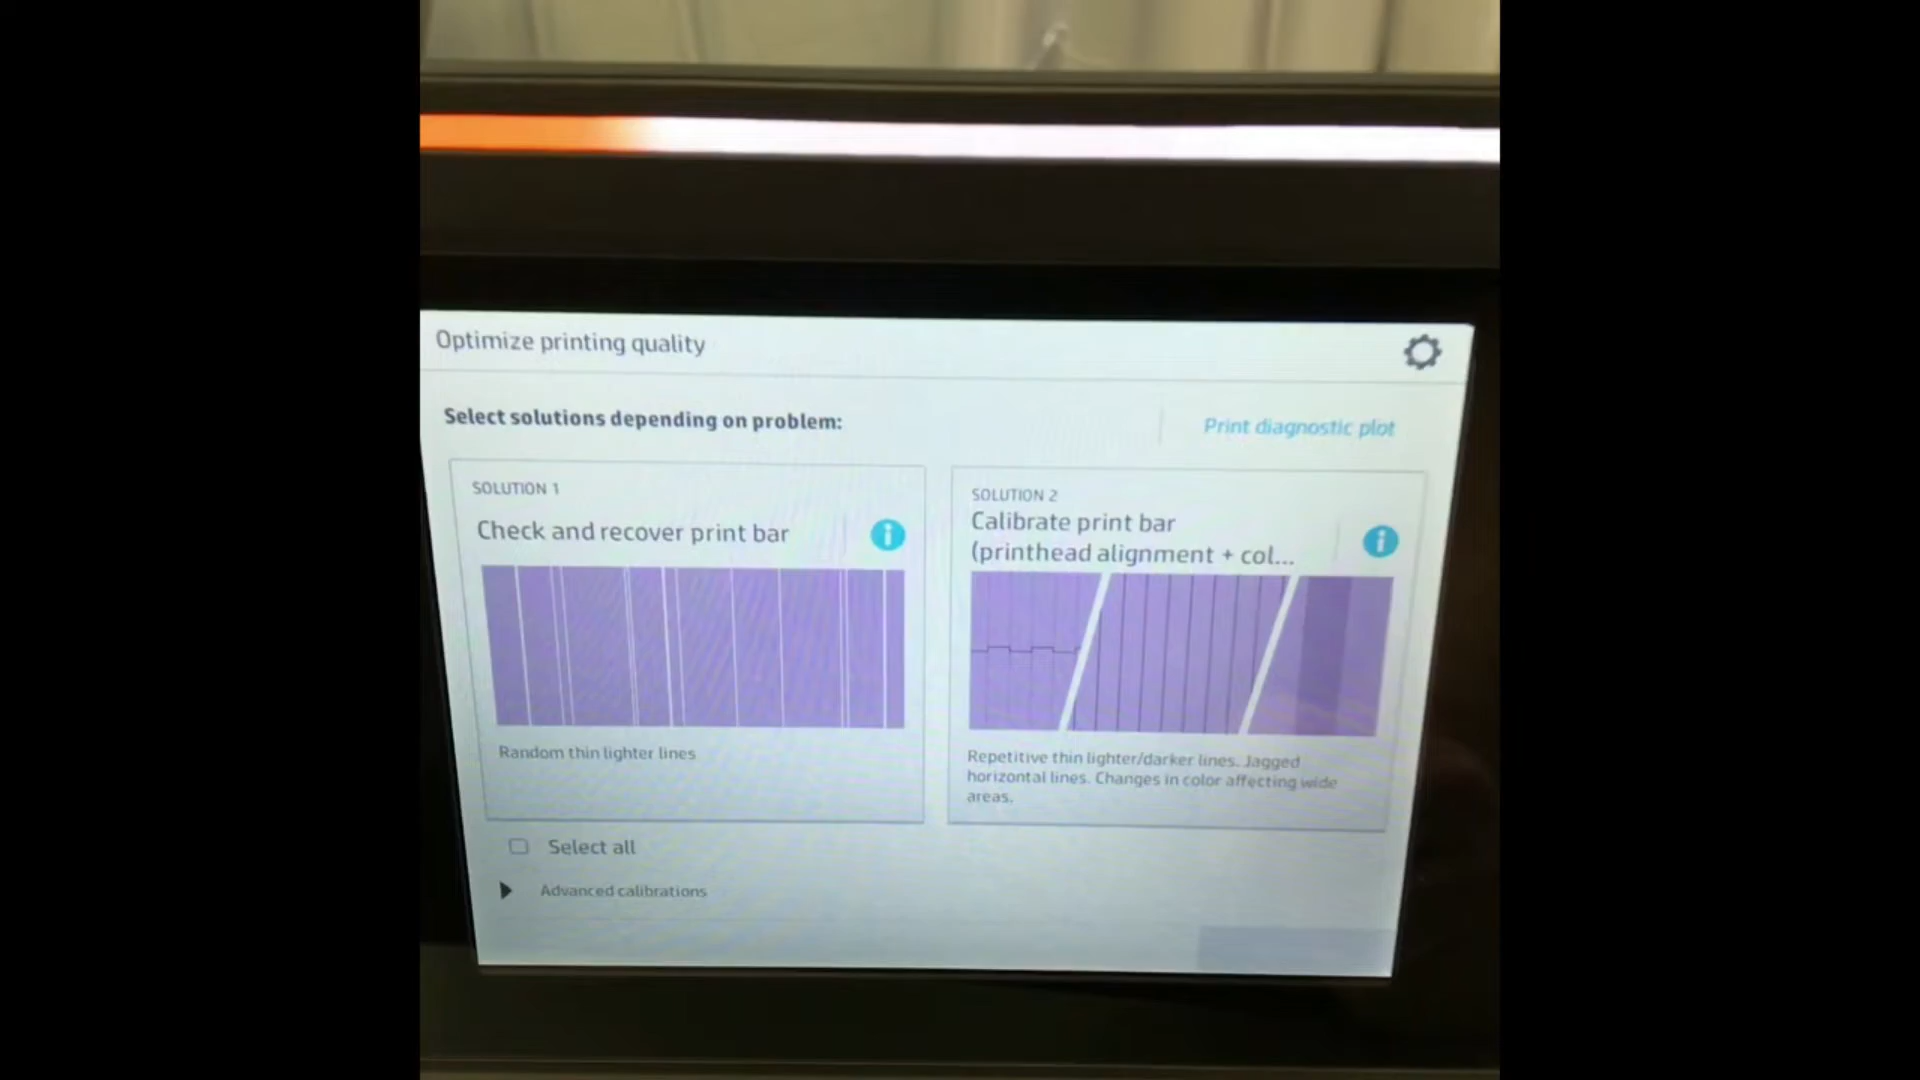 Optimize printing quality
Select solutions depending on problem:
Print diagnostic plot
SOLUTION 1
Check and recover print bar
Random thin lighter lines
SOLUTION 2
Calibrate print bar
(printhead alignment + col...
Repetitive thin lighter/darker lines. Jagged
horizontal lines. Changes in color affecting wide
areas.
Select all
Advanced calibrations